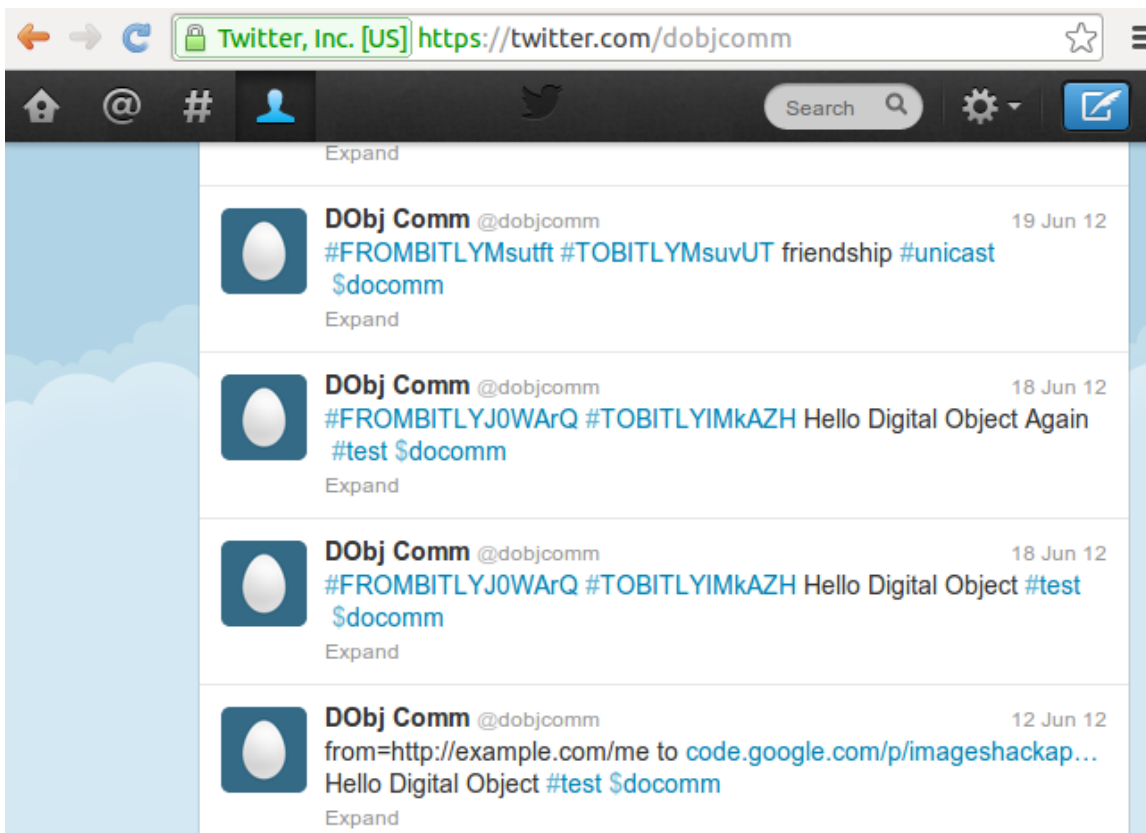 Twitter, Inc. [US] https://twitter.com/dobjcomm
@ # Search
Expand
DObj Comm @dobjcomm 19 Jun 12
#FROMBITLYMsutft #TOBITLYMsuvUT friendship #unicast
$docomm
Expand
DObj Comm @dobjcomm 18 Jun 12
#FROMBITLYJ0WArQ #TOBITLYIMkAZH Hello Digital Object Again
#test $docomm
Expand
DObj Comm @dobjcomm 18 Jun 12
#FROMBITLYJ0WArQ #TOBITLYIMkAZH Hello Digital Object #test
$docomm
Expand
DObj Comm @dobjcomm 12 Jun 12
from=http://example.com/me to code.google.com/p/imageshackap…
Hello Digital Object #test $docomm
Expand